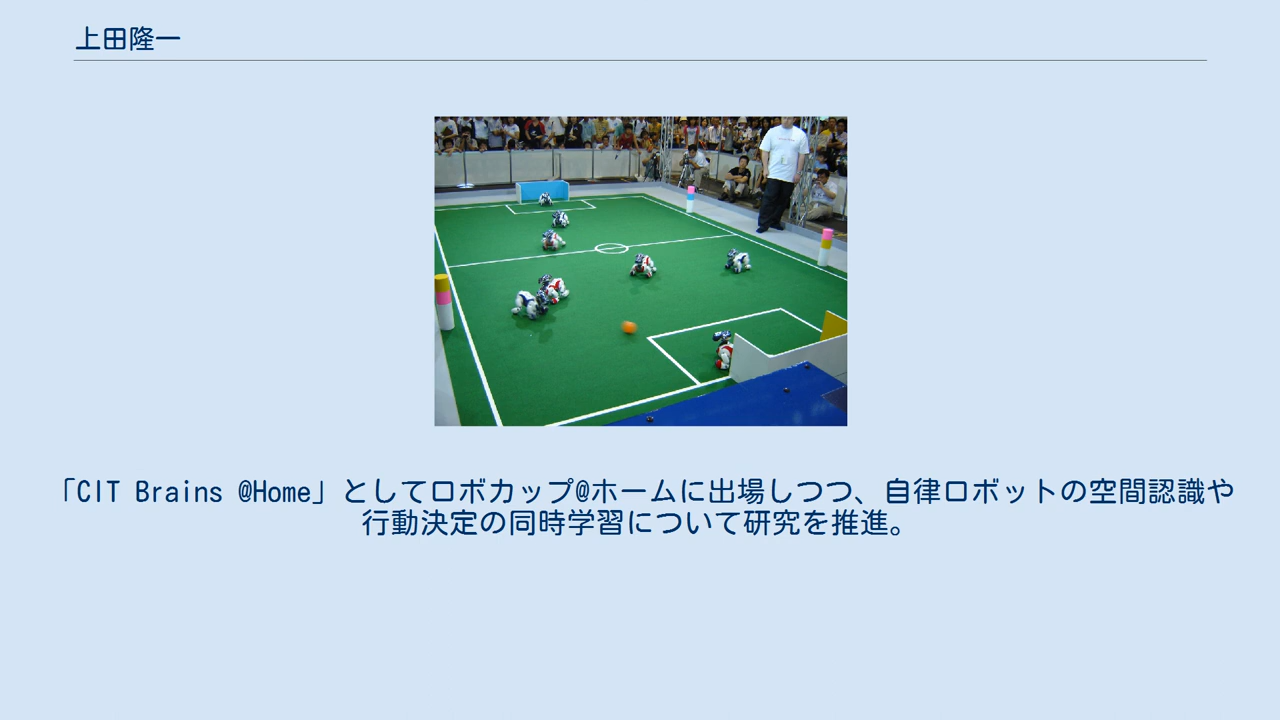 上田隆一
「CIT Brains @Home」としてロボカップ@ホームに出場しつつ、自律ロボットの空間認識や
行動決定の同時学習について研究を推進。